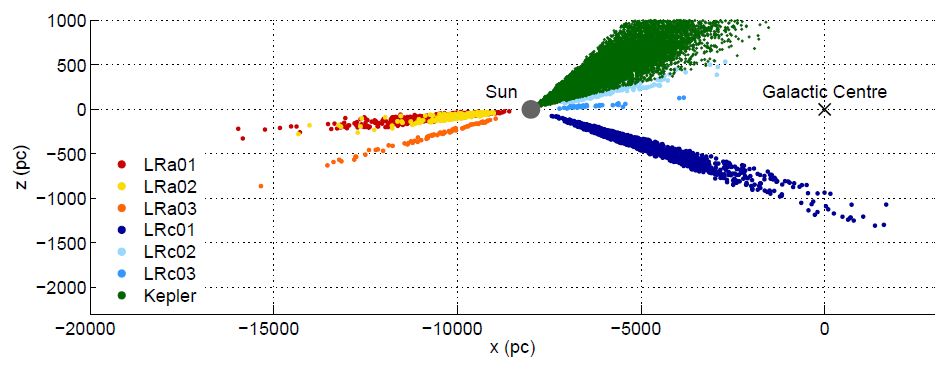 1000
500
0
−500
−1000
−1500
−2000
z (pc)
Sun
Galactic Centre
LRa01
LRa02
LRa03
LRc01
LRc02
LRc03
Kepler
−20000 −15000 −10000 −5000 0
x (pc)